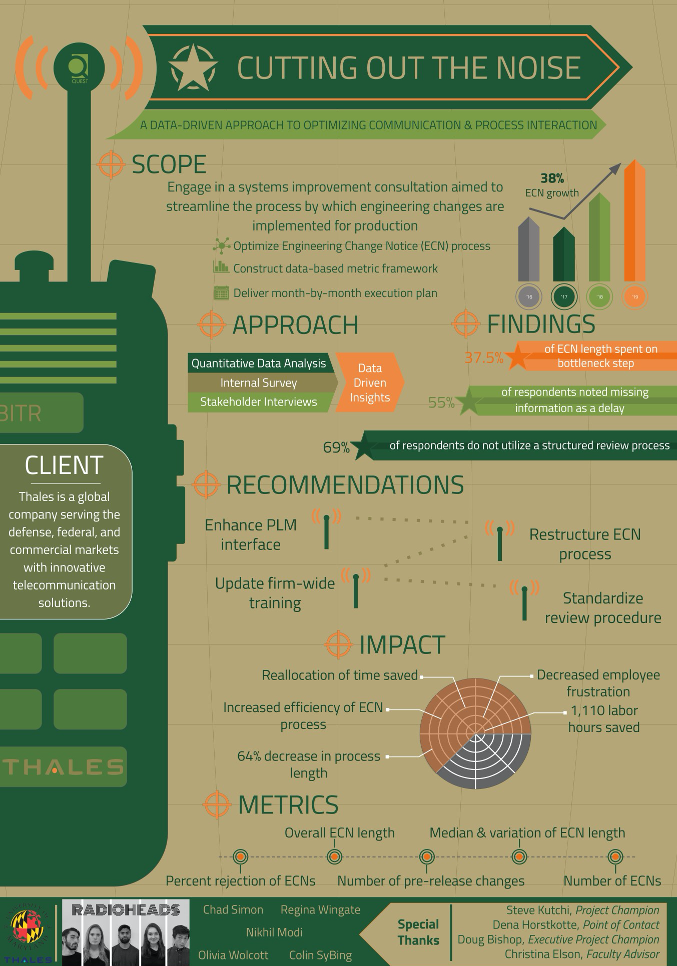 QUEST
CUTTING OUT THE NOISE
A DATA-DRIVEN APPROACH TO OPTIMIZING COMMUNICATION & PROCESS INTERACTION
SCOPE
Engage in a systems improvement consultation aimed to
streamline the process by which engineering changes are
implemented for production
Optimize Engineering Change Notice (ECN) process
Construct data-based metric framework
Deliver month-by-month execution plan
38%
ECN growth
'16
'17
'18
'19
APPROACH
Quantitative Data Analysis
Internal Survey
Stakeholder Interviews
Data
Driven
Insights
FINDINGS
37.5%
of ECN length spent on
bottleneck step
55%
of respondents noted missing
information as a delay
69%
of respondents do not utilize a structured review process
BITR
CLIENT
Thales is a global
company serving the
defense, federal, and
commercial markets
with innovative
telecommunication
solutions.
THALES
RECOMMENDATIONS
Enhance PLM
interface
Restructure ECN
process
Update firm-wide
training
Standardize
review procedure
IMPACT
Reallocation of time saved
Increased efficiency of ECN
process
64% decrease in process
length
Decreased employee
frustration
1,110 labor
hours saved
METRICS
Overall ECN length
Median & variation of ECN length
Percent rejection of ECNs
Number of pre-release changes
Number of ECNs
THALES
RADIOHEADS
Chad Simon
Regina Wingate
Nikhil Modi
Olivia Wolcott
Colin SyBing
Special
Thanks
Steve Kutchi, Project Champion
Dena Horstkotte, Point of Contact
Doug Bishop, Executive Project Champion
Christina Elson, Faculty Advisor